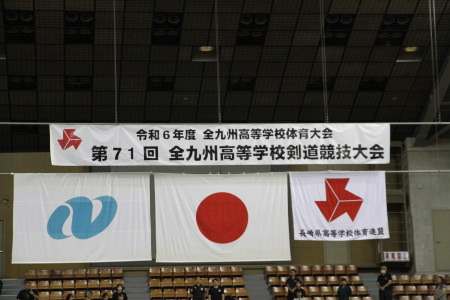 令和6年度 全九州高等学校体育大会
第71回 全九州高等学校剣道競技大会
長崎県高等学校体育連盟